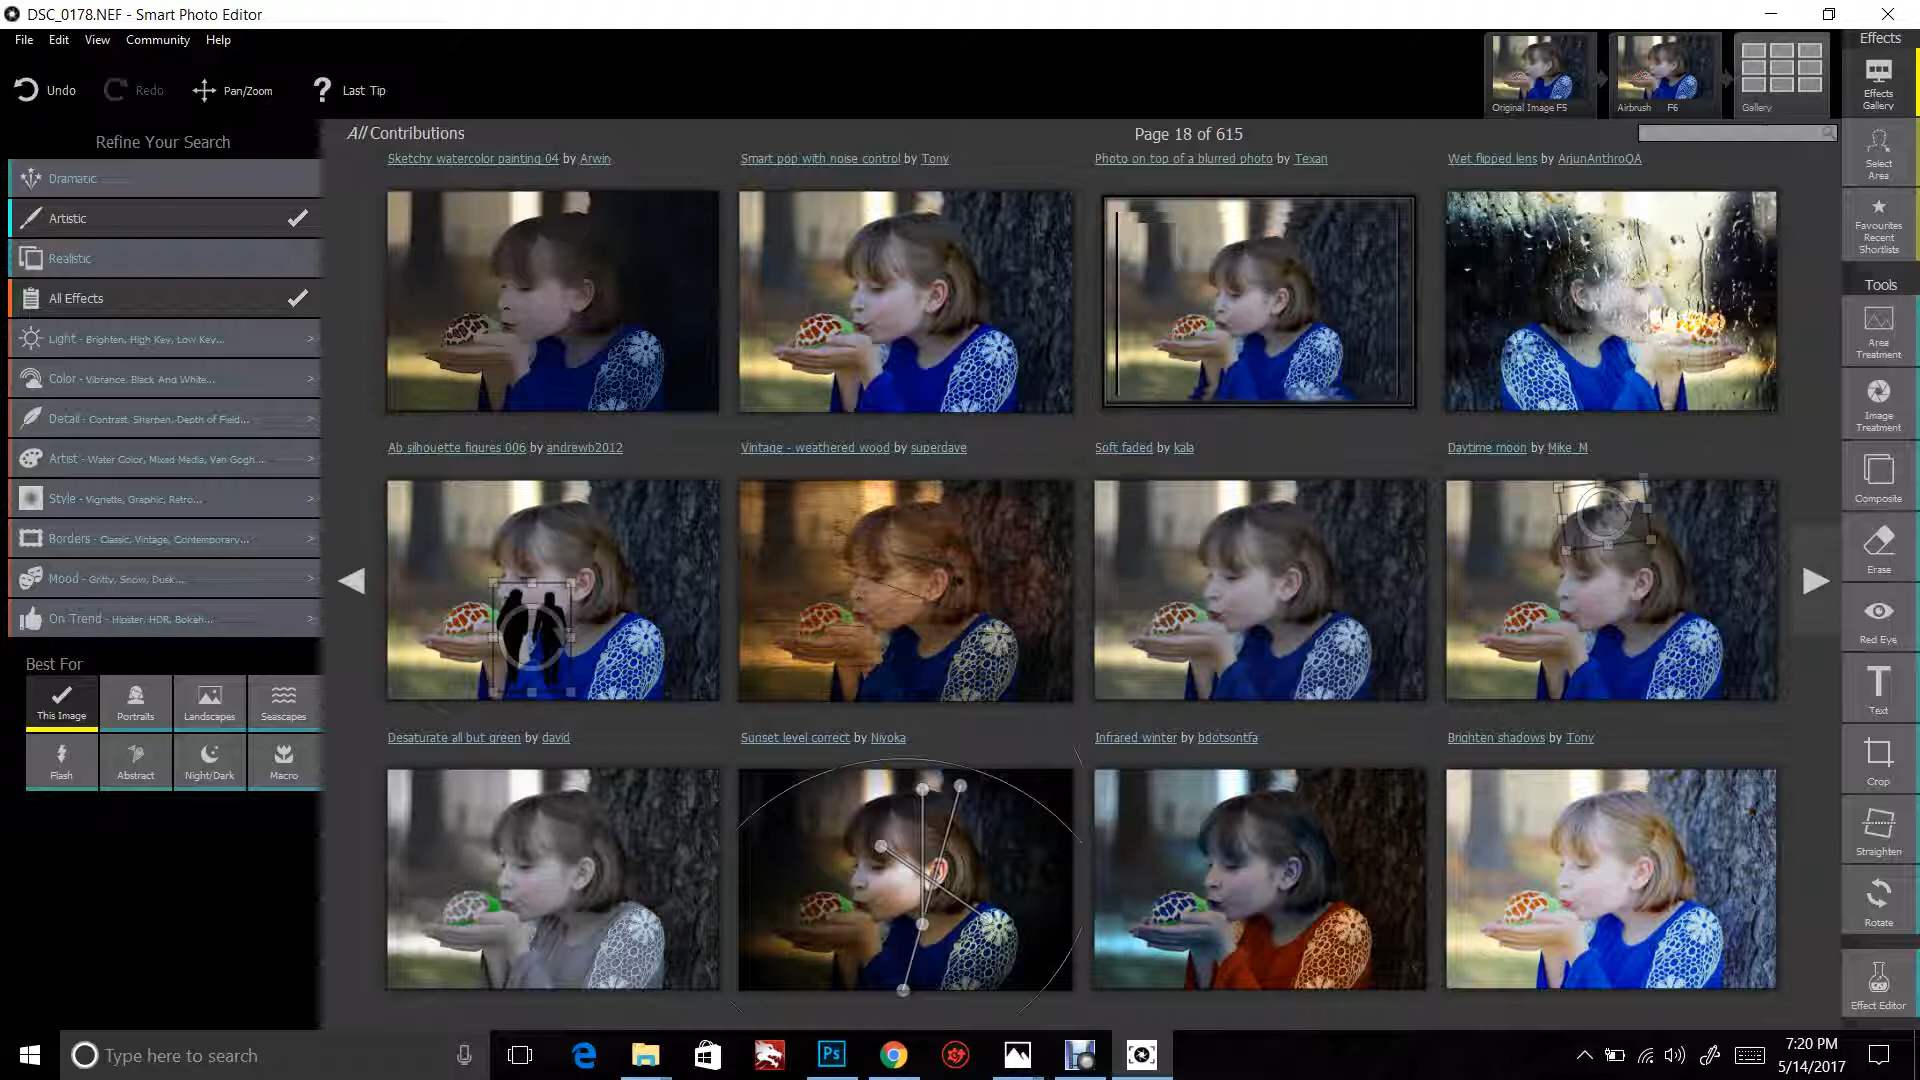 DSC_0178.NEF - Smart Photo Editor
File Edit View Community Help
Undo Redo Pan/Zoom ? Last Tip
Original Image F5 Airbrush F6 Gallery
Effects
Effects
Gallery
Select
Area
Favourites
Recent
Shortlists
Tools
Area
Treatment
Image
Treatment
Composite
Erase
Red Eye
Text
Crop
Straighten
Rotate
Effect Editor
Refine Your Search
Dramatic
Artistic
Realistic
All Effects
Light - Brighten, High Key, Low Key... >
Color - Vibrance, Black And White... >
Detail - Contrast, Sharpen, Depth of Field... >
Artist - Water Color, Mixed Media, Van Gogh... >
Style - Vignette, Graphic, Retro... >
Borders - Classic, Vintage, Contemporary... >
Mood - Gritty, Snow, Dusk... >
On Trend - Hipster, HDR, Bokeh... >
Best For
This Image Portraits Landscapes Seascapes
Flash Abstract Night/Dark Macro
All Contributions Page 18 of 615
Sketchy watercolor painting 04 by Arwin
Smart pop with noise control by Tony
Photo on top of a blurred photo by Texan
Wet flipped lens by ArjunAnthroQA
Ab silhouette figures 006 by andrewb2012
Vintage - weathered wood by superdave
Soft faded by kala
Daytime moon by Mike_M
Desaturate all but green by david
Sunset level correct by Niyoka
Infrared winter by bdotsontfa
Brighten shadows by Tony
Type here to search
Ps
7:20 PM
5/14/2017